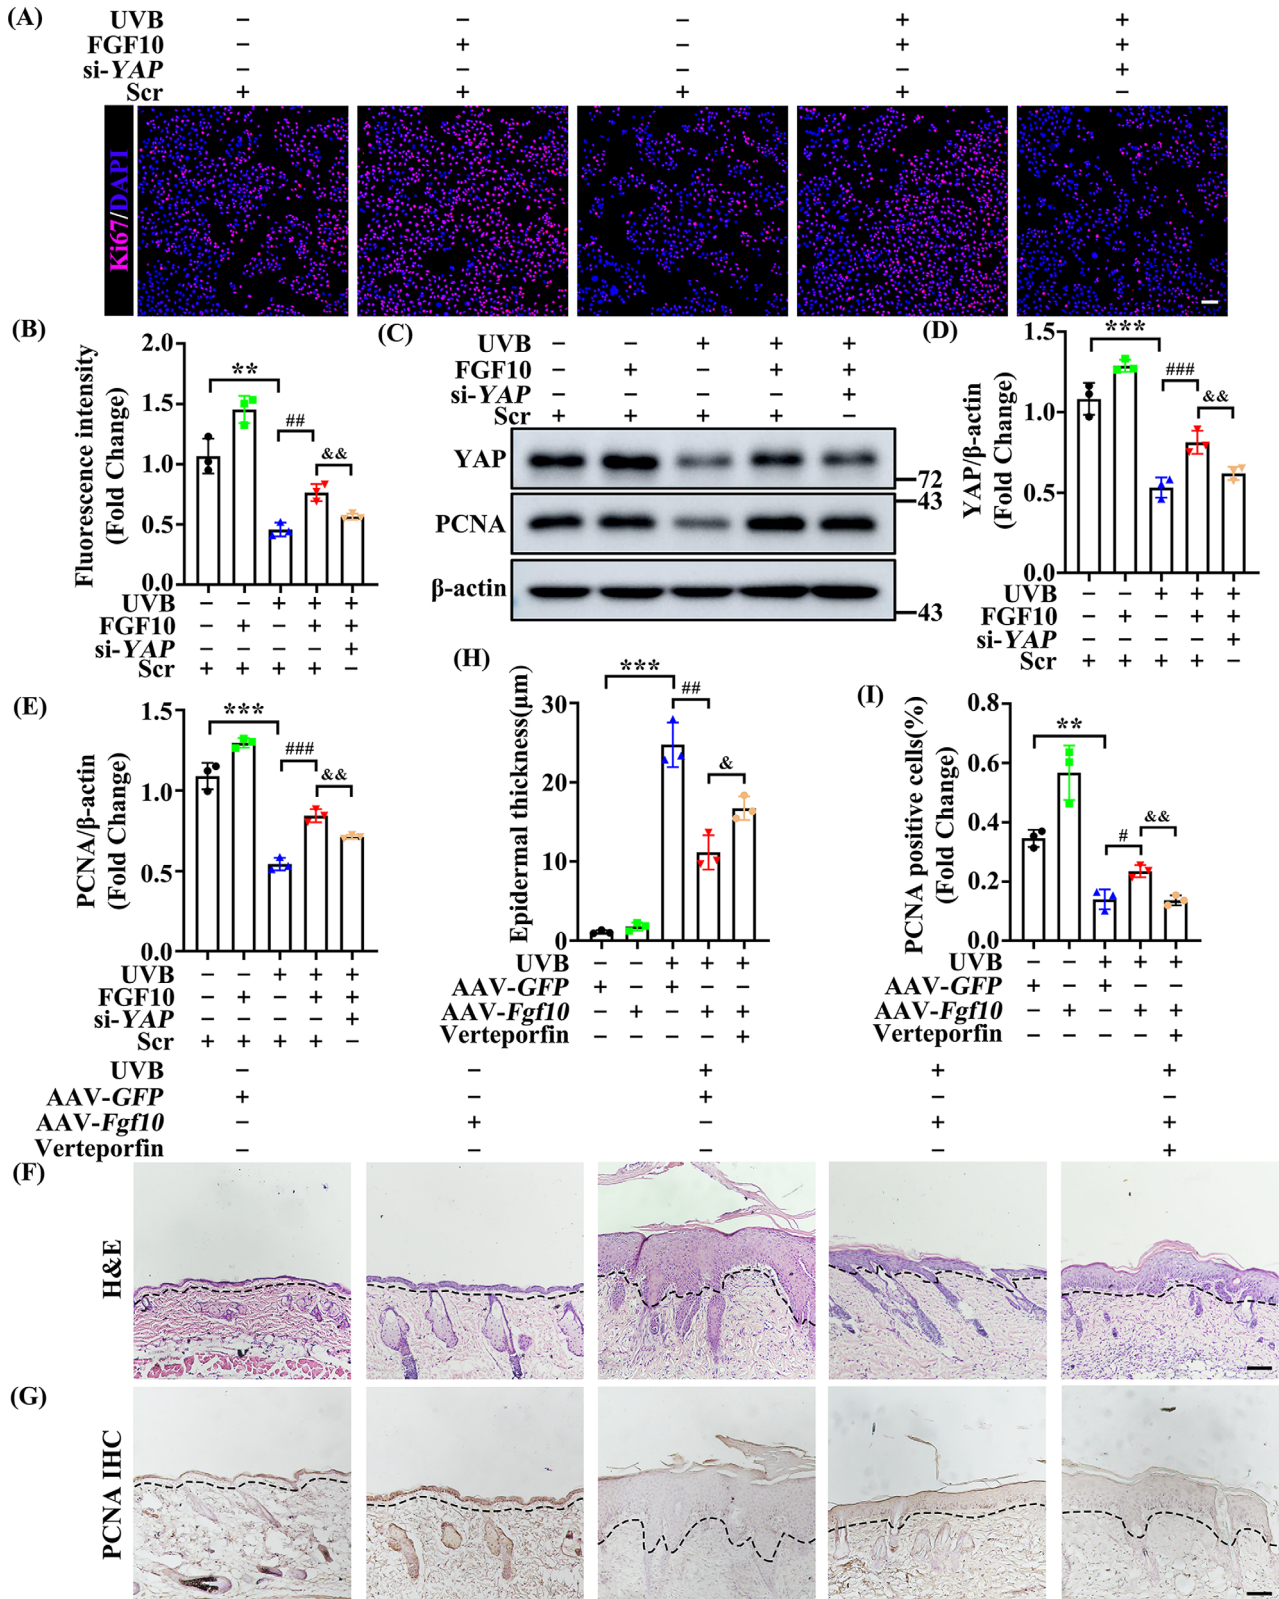 (A)
UVB – – – + +
FGF10 – + – + +
si-YAP – – – – +
Scr + + + + –
Ki67/DAPI
(B)
Fluorescence intensity
(Fold Change)
2.0
1.5
1.0
0.5
0.0
**
##
&&
UVB – – + + +
FGF10 – + – + +
si-YAP – – – – +
Scr + + + + –
(C)
UVB – – + + +
FGF10 – + – + +
si-YAP – – – – +
Scr + + + + –
YAP
72
43
PCNA
β-actin
43
(D)
YAP/β-actin
(Fold Change)
1.5
1.0
0.5
0.0
***
###
&&
UVB – – + + +
FGF10 – + – + +
si-YAP – – – – +
Scr + + + + –
(E)
PCNA/β-actin
(Fold Change)
1.5
1.0
0.5
0.0
***
###
&&
UVB – – + + +
FGF10 – + – + +
si-YAP – – – – +
Scr + + + + –
(H)
Epidermal thickness(μm)
30
20
10
0
***
##
&
UVB – – + + +
AAV-GFP + – + – –
AAV-Fgf10 – + – + +
Verteporfin – – – – +
(I)
PCNA positive cells(%)
(Fold Change)
0.8
0.6
0.4
0.2
0.0
**
#
&&
UVB – – + + +
AAV-GFP + – + – –
AAV-Fgf10 – + – + +
Verteporfin – – – – +
UVB – – + + +
AAV-GFP + – + – –
AAV-Fgf10 – + – + +
Verteporfin – – – – +
(F)
H&E
(G)
PCNA IHC